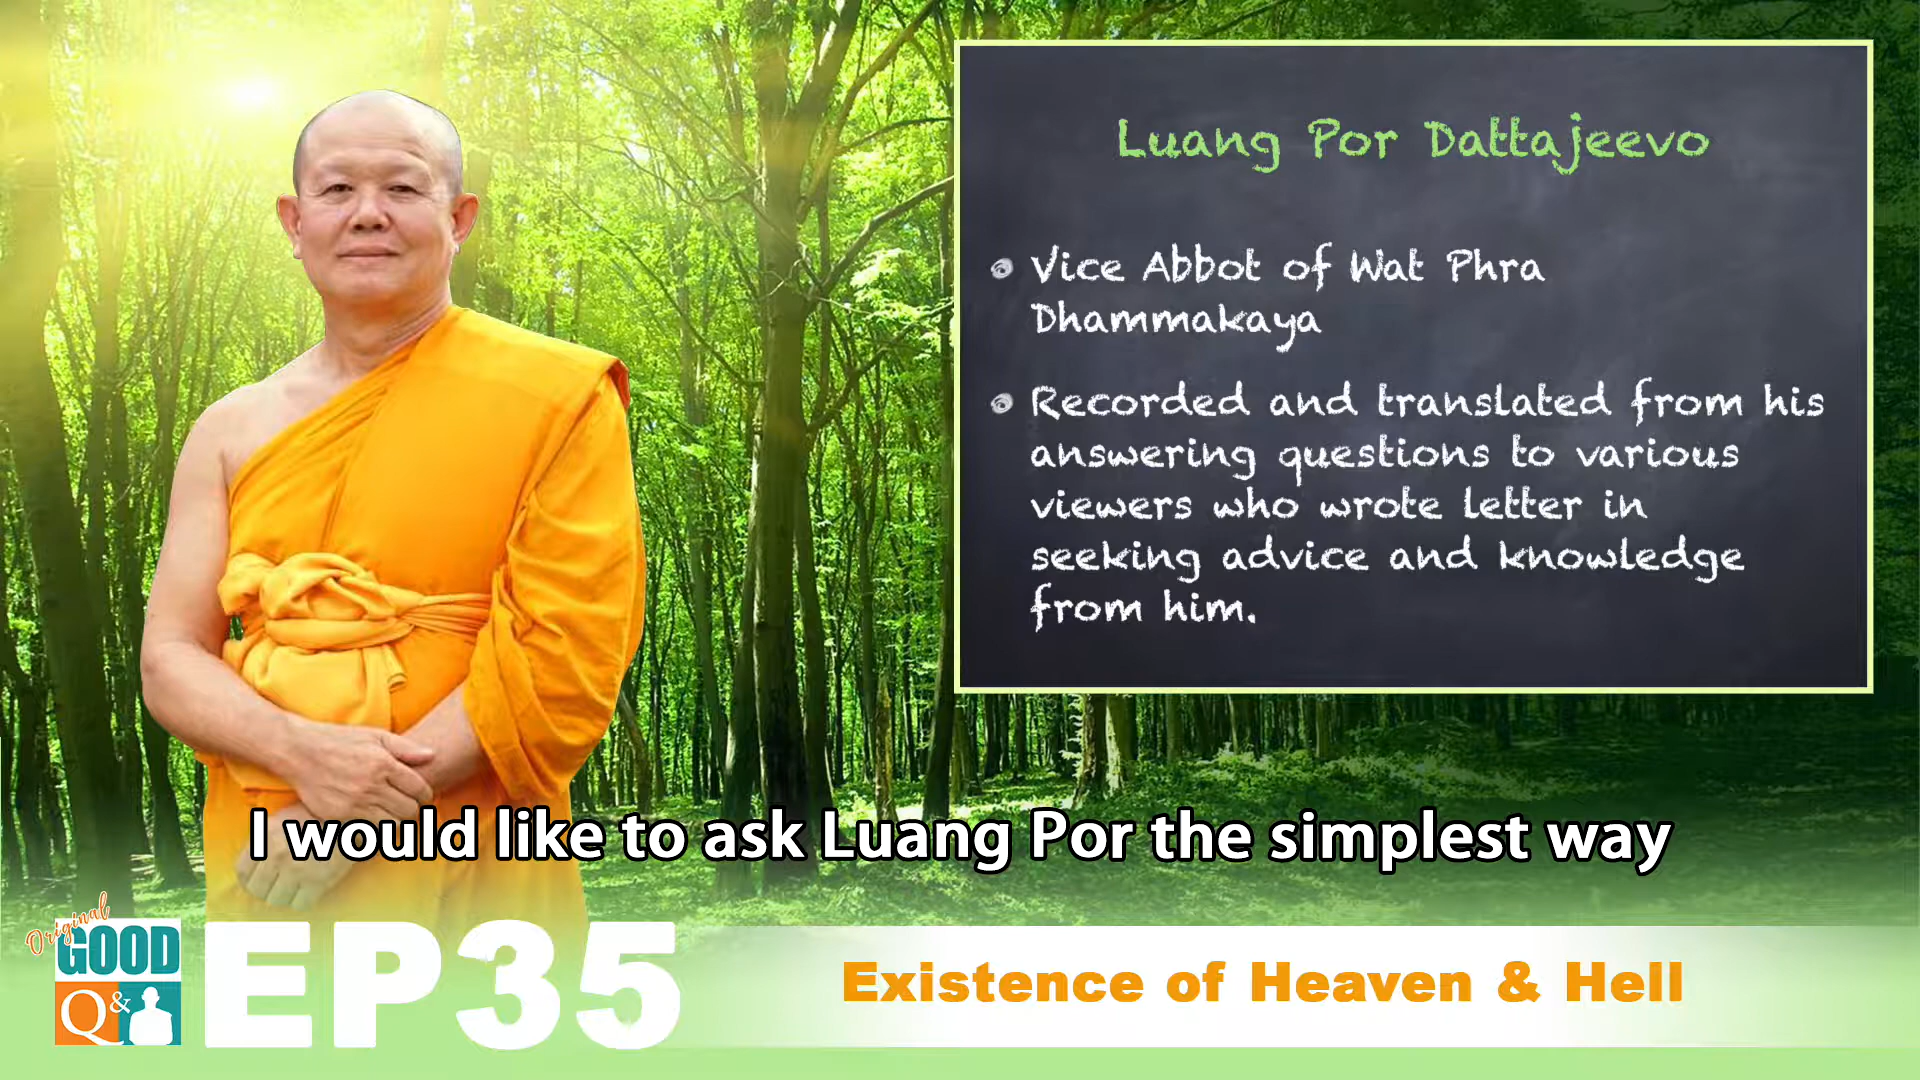 Luang Por Dattajeevo
Vice Abbot of Wat Phra
Dhammakaya
Recorded and translated from his
answering questions to various
viewers who wrote letter in
seeking advice and knowledge
from him.
I would like to ask Luang Por the simplest way
Original
GOOD
Q&
EP35
Existence of Heaven & Hell